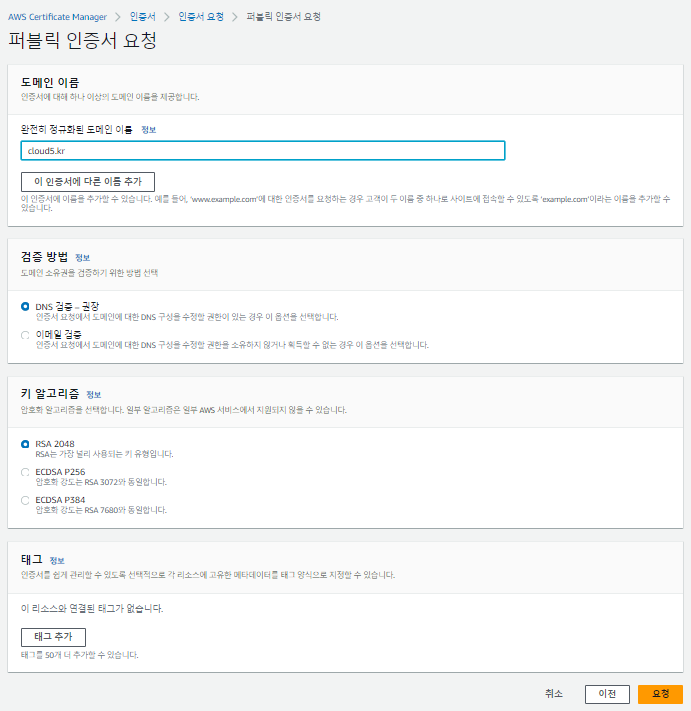 AWS Certificate Manager > 인증서 > 인증서 요청 > 퍼블릭 인증서 요청
퍼블릭 인증서 요청
도메인 이름
인증서에 대해 하나 이상의 도메인 이름을 제공합니다.
완전히 정규화된 도메인 이름 정보
cloud5.kr
이 인증서에 다른 이름 추가
이 인증서에 이름을 추가할 수 있습니다. 예를 들어, 'www.example.com'에 대한 인증서를 요청하는 경우 고객이 두 이름 중 하나로 사이트에 접속할 수 있도록 'example.com'이라는 이름을 추가할 수
있습니다.
검증 방법 정보
도메인 소유권을 검증하기 위한 방법 선택
DNS 검증 – 권장
인증서 요청에서 도메인에 대한 DNS 구성을 수정할 권한이 있는 경우 이 옵션을 선택합니다.
이메일 검증
인증서 요청에서 도메인에 대한 DNS 구성을 수정할 권한을 소유하지 않거나 획득할 수 없는 경우 이 옵션을 선택합니다.
키 알고리즘 정보
암호화 알고리즘을 선택합니다. 일부 알고리즘은 일부 AWS 서비스에서 지원되지 않을 수 있습니다.
RSA 2048
RSA는 가장 널리 사용되는 키 유형입니다.
ECDSA P256
암호화 강도는 RSA 3072와 동일합니다.
ECDSA P384
암호화 강도는 RSA 7680와 동일합니다.
태그 정보
인증서를 쉽게 관리할 수 있도록 선택적으로 각 리소스에 고유한 메타데이터를 태그 양식으로 지정할 수 있습니다.
이 리소스와 연결된 태그가 없습니다.
태그 추가
태그를 50개 더 추가할 수 있습니다.
취소 이전 요청